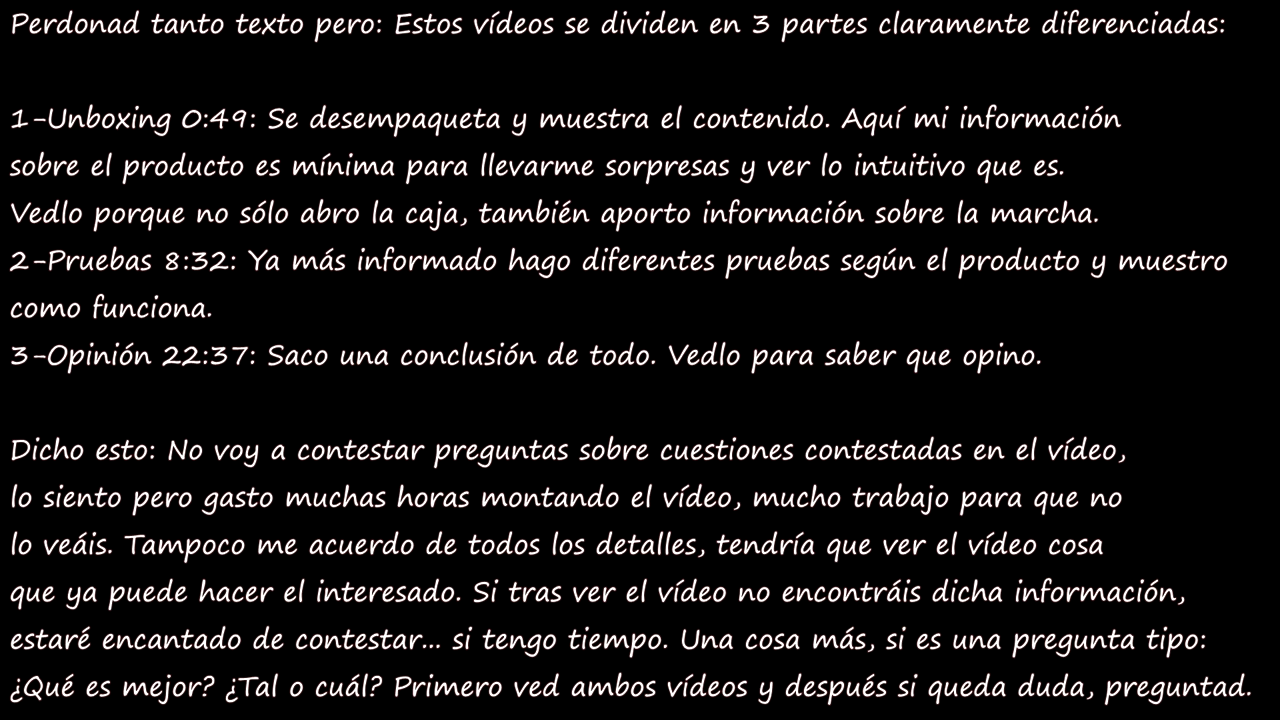 Perdonad tanto texto pero: Estos vídeos se dividen en 3 partes claramente diferenciadas:
1-Unboxing 0:49: Se desempaqueta y muestra el contenido. Aquí mi información
sobre el producto es mínima para llevarme sorpresas y ver lo intuitivo que es.
Vedlo porque no sólo abro la caja, también aporto información sobre la marcha.
2-Pruebas 8:32: Ya más informado hago diferentes pruebas según el producto y muestro
como funciona.
3-Opinión 22:37: Saco una conclusión de todo. Vedlo para saber que opino.
Dicho esto: No voy a contestar preguntas sobre cuestiones contestadas en el vídeo,
lo siento pero gasto muchas horas montando el vídeo, mucho trabajo para que no
lo veáis. Tampoco me acuerdo de todos los detalles, tendría que ver el vídeo cosa
que ya puede hacer el interesado. Si tras ver el vídeo no encontráis dicha información,
estaré encantado de contestar... si tengo tiempo. Una cosa más, si es una pregunta tipo:
¿Qué es mejor? ¿Tal o cuál? Primero ved ambos vídeos y después si queda duda, preguntad.